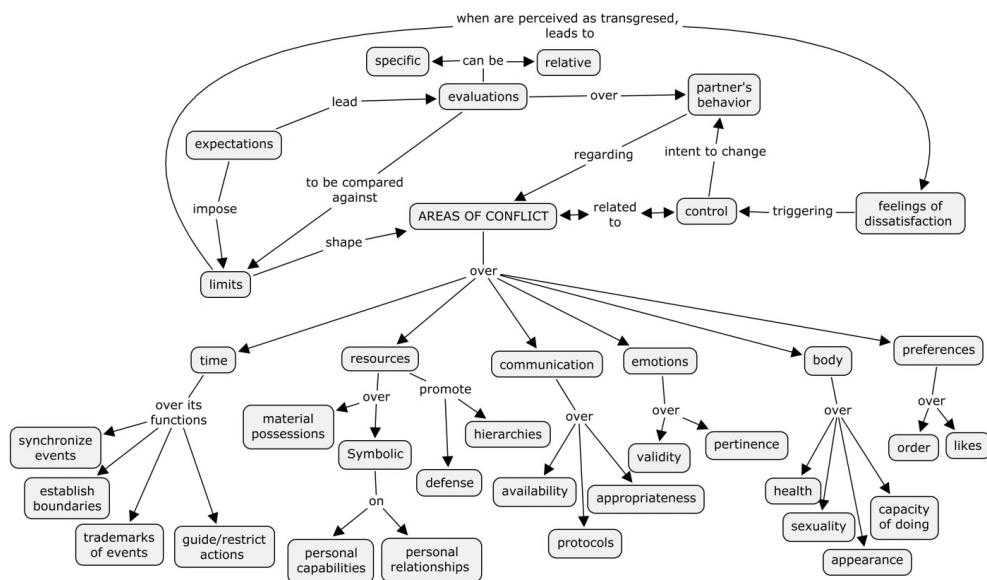 when are perceived as transgresed,
leads to
specific
can be
relative
partner's
behavior
lead
evaluations
over
expectations
regarding
intent to change
to be compared
against
impose
AREAS OF CONFLICT
related
to
control
triggering
feelings of
dissatisfaction
shape
limits
over
time
resources
communication
emotions
body
preferences
over its
functions
over
promote
over
over
over
over
material
possessions
hierarchies
synchronize
events
Symbolic
validity
pertinence
order
likes
establish
boundaries
defense
availability
appropriateness
health
capacity
of doing
sexuality
on
trademarks
of events
guide/restrict
actions
personal
capabilities
personal
relationships
protocols
appearance